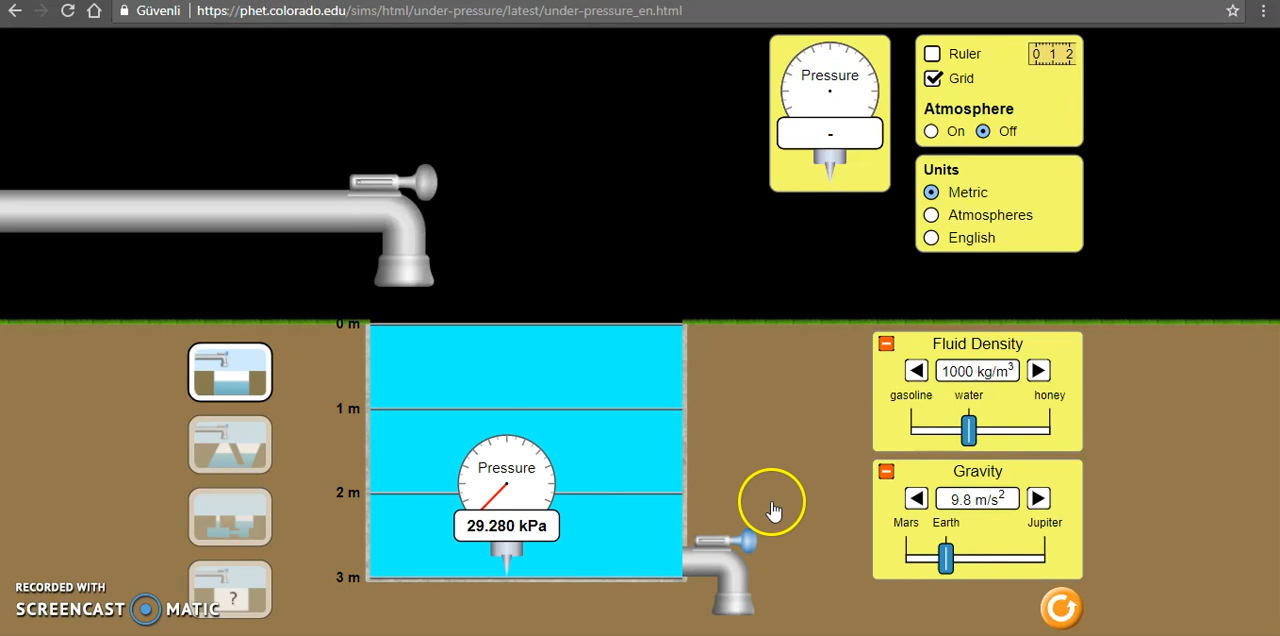 Güvenli
https://phet.colorado.edu/sims/html/under-pressure/latest/under-pressure_en.html
Pressure
-
Ruler
0 1 2
Grid
Atmosphere
On Off
Units
Metric
Atmospheres
English
0 m
1 m
2 m
3 m
Pressure
29.280 kPa
Fluid Density
1000 kg/m³
gasoline water honey
Gravity
9.8 m/s²
Mars Earth Jupiter
?
RECORDED WITH
SCREENCAST MATIC